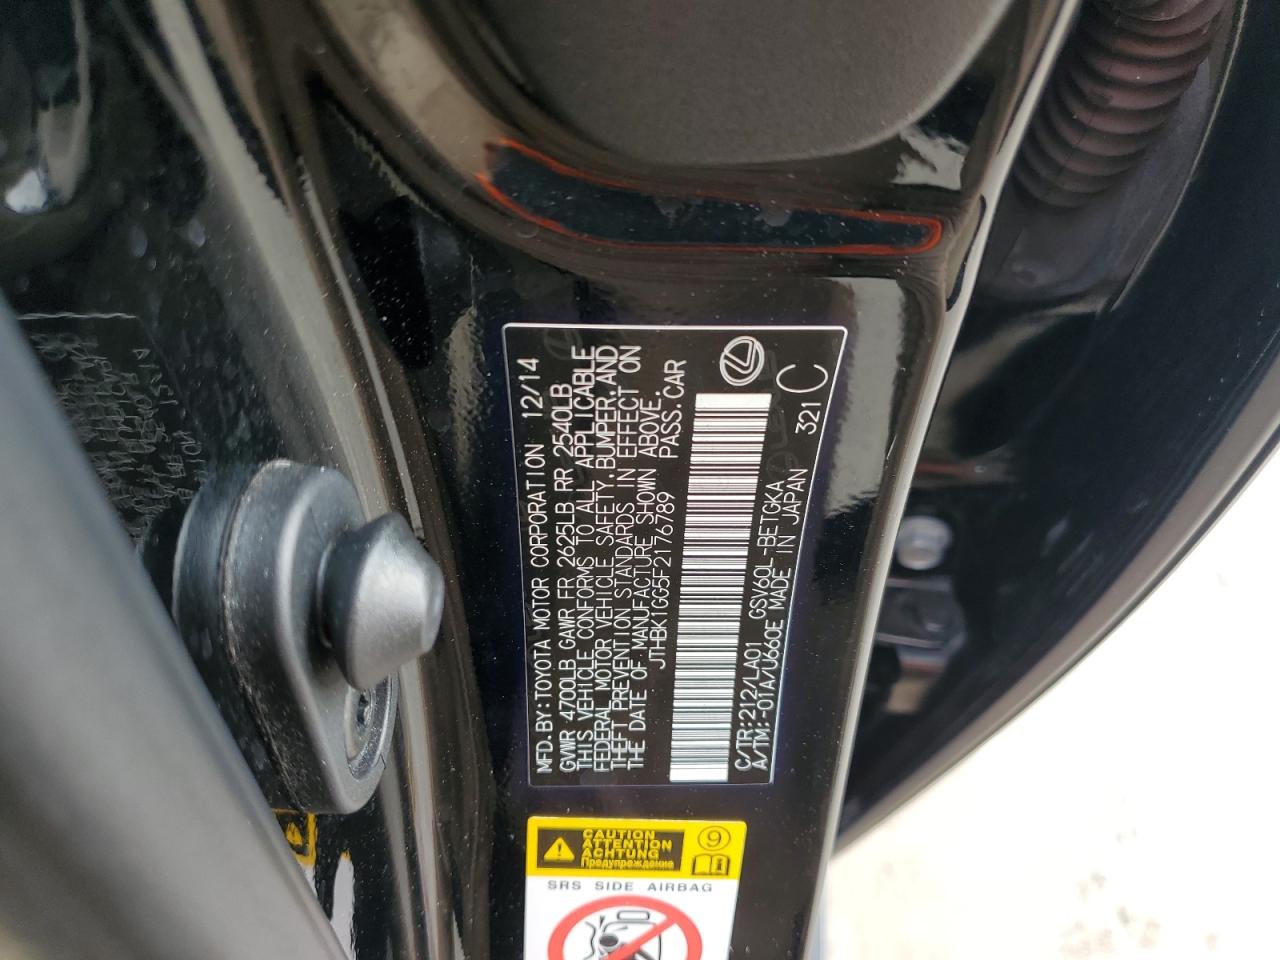 MFD.BY:TOYOTA MOTOR CORPORATION 12/14
GVWR 4700LB GAWR FR 2625LB RR 2540LB
THIS VEHICLE CONFORMS TO ALL APPLICABLE
FEDERAL MOTOR VEHICLE SAFETY,BUMPER,AND
THEFT PREVENTION STANDARDS IN EFFECT ON
THE DATE OF MANUFACTURE SHOWN ABOVE.
JTHBK1GG5F2176789 PASS.CAR
C/TR:212/LA01 GSV60L-BETGKA 321 C
A/TM:-01A/U660E MADE IN JAPAN
CAUTION
ATTENTION
ACHTUNG
Предупреждение
9
SRS SIDE AIRBAG